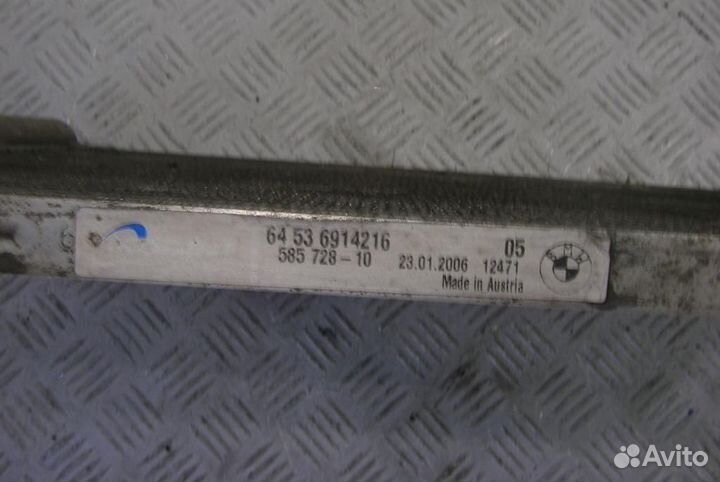 64 53 6914216 05
585 728-10 23.01.2006 12471
Made in Austria
BMW
Avito